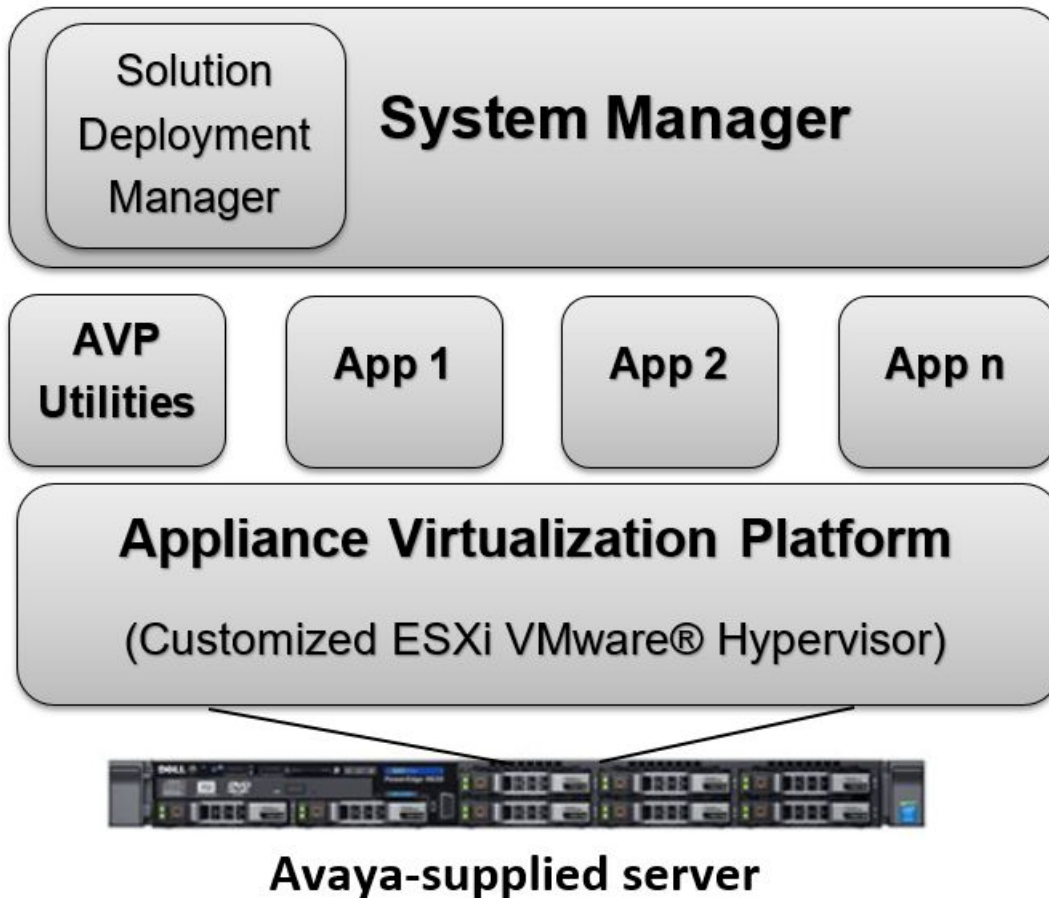 Solution
Deployment
Manager
System Manager
AVP
Utilities
App 1
App 2
App n
Appliance Virtualization Platform
(Customized ESXi VMware® Hypervisor)
DELL
Avaya-supplied server